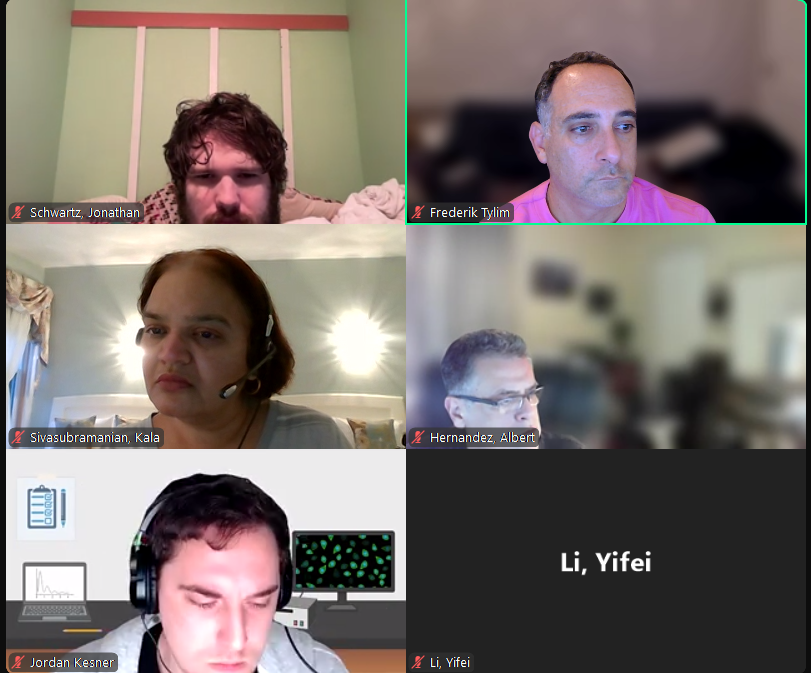 Schwartz, Jonathan
Frederik Tylim
Sivasubramanian, Kala
Hernandez, Albert
Jordan Kesner
Li, Yifei
Li, Yifei